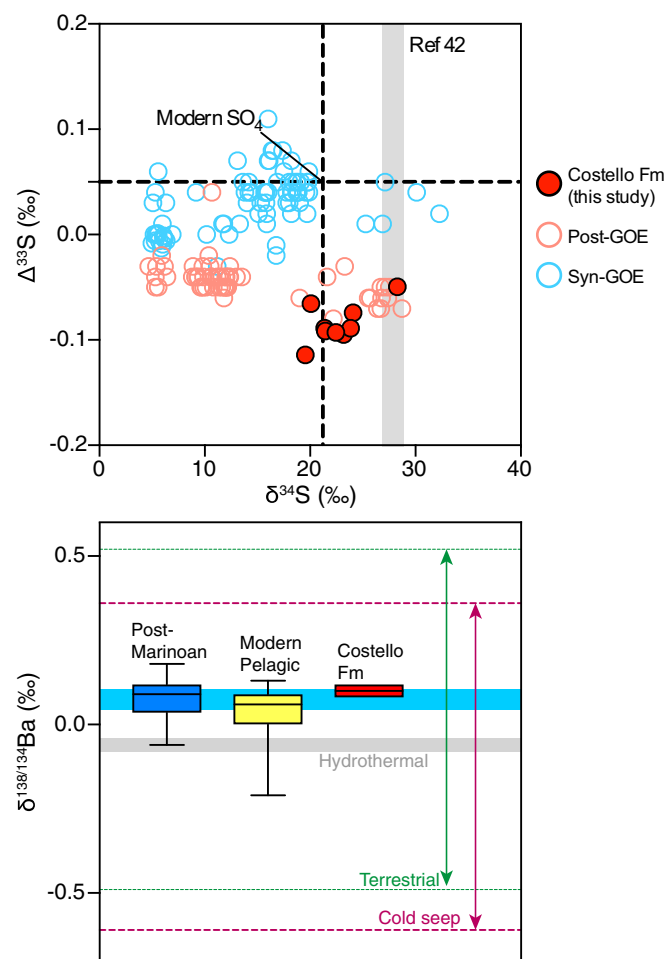 0.2
0.1
0.0
-0.1
-0.2
Δ³³S (‰)
Ref 42
Modern SO₄
0
10
20
30
40
δ³⁴S (‰)
Costello Fm
(this study)
Post-GOE
Syn-GOE
0.5
0.0
-0.5
δ¹³⁸/¹³⁴Ba (‰)
Post-
Marinoan
Modern
Pelagic
Costello
Fm
Hydrothermal
Terrestrial
Cold seep